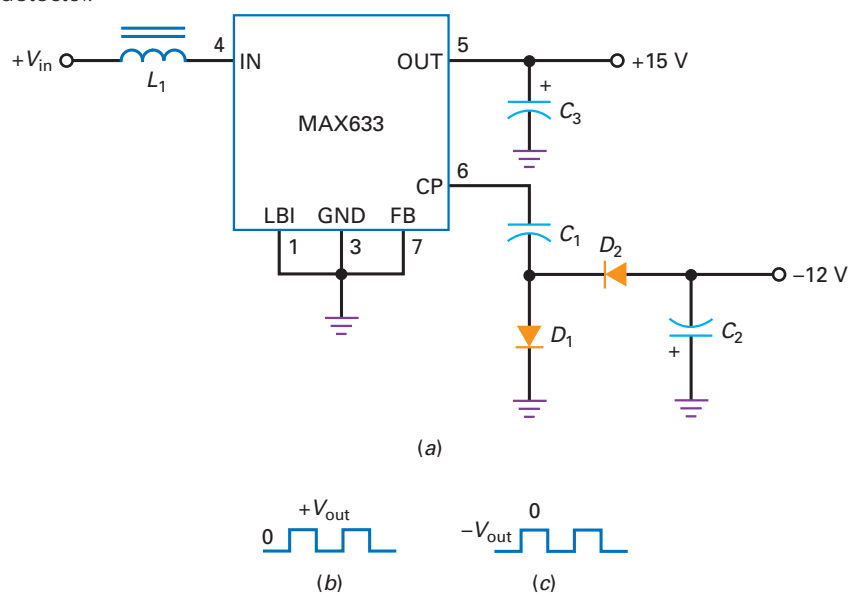 4
5
+Vin
IN
OUT
+15 V
L1
+
C3
MAX633
6
CP
LBI GND FB
C1
1 3 7
D2
−12 V
D1
+
C2
(a)
+Vout
0
0
−Vout
(b)
(c)